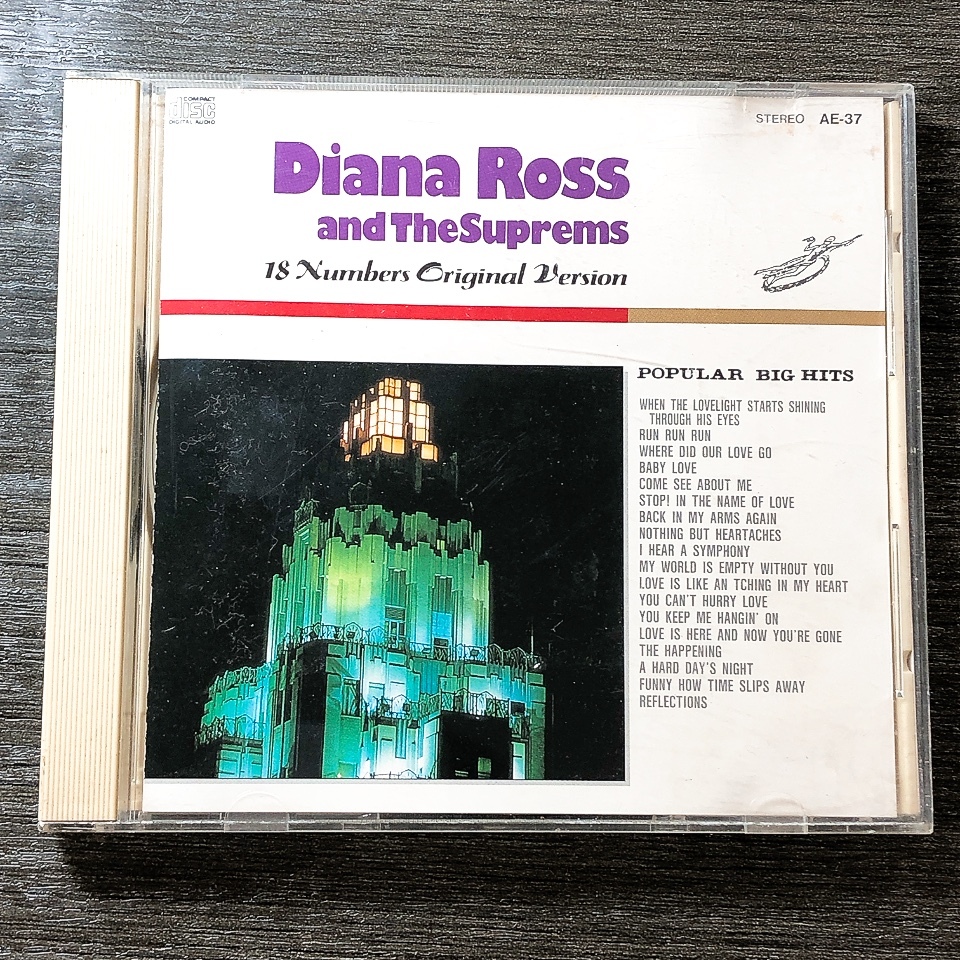 COMPACT
disc
DIGITAL AUDIO
STEREO AE-37
Diana Ross
and The Suprems
18 Numbers Original Version
POPULAR BIG HITS
WHEN THE LOVELIGHT STARTS SHINING
THROUGH HIS EYES
RUN RUN RUN
WHERE DID OUR LOVE GO
BABY LOVE
COME SEE ABOUT ME
STOP! IN THE NAME OF LOVE
BACK IN MY ARMS AGAIN
NOTHING BUT HEARTACHES
I HEAR A SYMPHONY
MY WORLD IS EMPTY WITHOUT YOU
LOVE IS LIKE AN TCHING IN MY HEART
YOU CAN'T HURRY LOVE
YOU KEEP ME HANGIN' ON
LOVE IS HERE AND NOW YOU'RE GONE
THE HAPPENING
A HARD DAY'S NIGHT
FUNNY HOW TIME SLIPS AWAY
REFLECTIONS